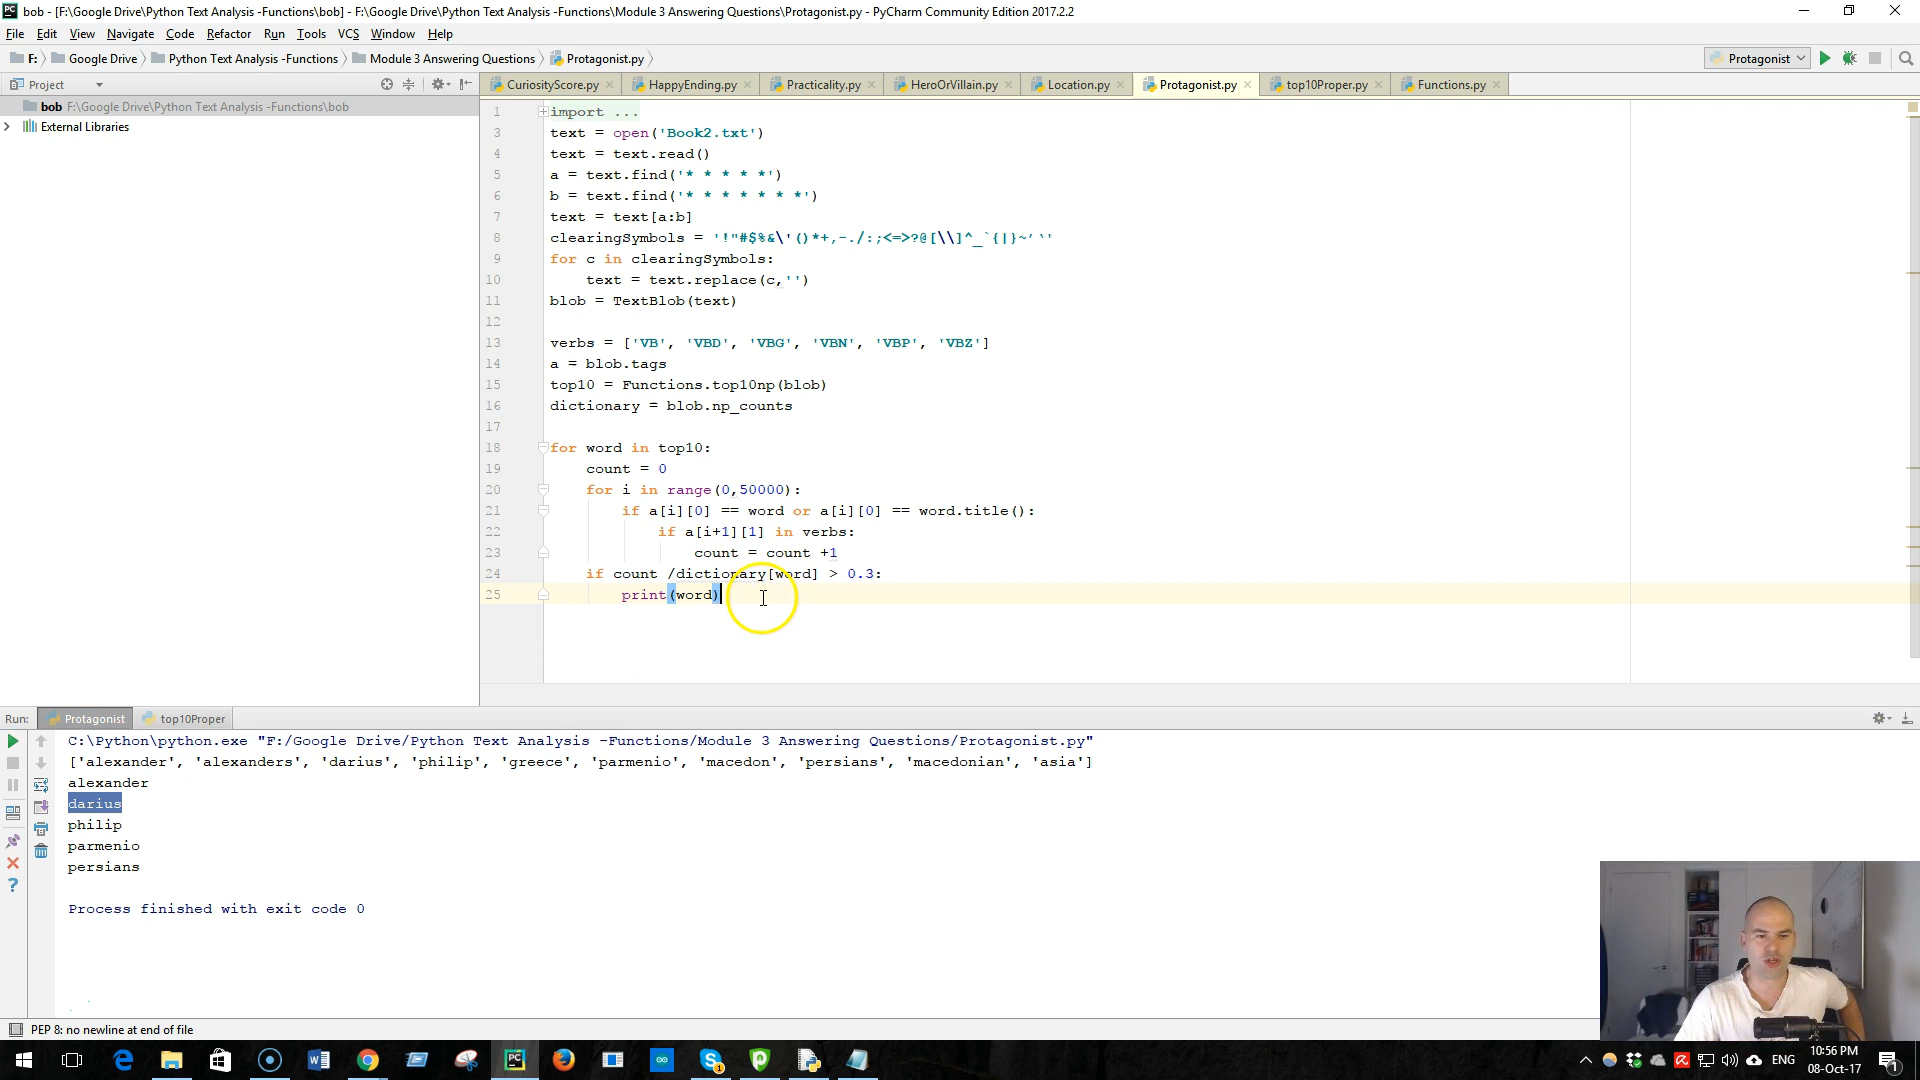 bob - [F:\Google Drive\Python Text Analysis -Functions\bob] - F:\Google Drive\Python Text Analysis -Functions\Module 3 Answering Questions\Protagonist.py - PyCharm Community Edition 2017.2.2
File Edit View Navigate Code Refactor Run Tools VCS Window Help
F: Google Drive Python Text Analysis -Functions Module 3 Answering Questions Protagonist.py
Protagonist
Project
CuriosityScore.py HappyEnding.py Practicality.py HeroOrVillain.py Location.py Protagonist.py top10Proper.py Functions.py
bob F:\Google Drive\Python Text Analysis -Functions\bob
External Libraries
1 import ...
3 text = open('Book2.txt')
4 text = text.read()
5 a = text.find('* * * * *')
6 b = text.find('* * * * * * *')
7 text = text[a:b]
8 clearingSymbols = '!"#$%&\'()*+,-./:;<=>?@[\\]^_`{|}~’‘'
9 for c in clearingSymbols:
10 text = text.replace(c,'')
11 blob = TextBlob(text)
12
13 verbs = ['VB', 'VBD', 'VBG', 'VBN', 'VBP', 'VBZ']
14 a = blob.tags
15 top10 = Functions.top10np(blob)
16 dictionary = blob.np_counts
17
18 for word in top10:
19 count = 0
20 for i in range(0,50000):
21 if a[i][0] == word or a[i][0] == word.title():
22 if a[i+1][1] in verbs:
23 count = count +1
24 if count /dictionary[word] > 0.3:
25 print(word)
Run: Protagonist top10Proper
C:\Python\python.exe "F:/Google Drive/Python Text Analysis -Functions/Module 3 Answering Questions/Protagonist.py"
['alexander', 'alexanders', 'darius', 'philip', 'greece', 'parmenio', 'macedon', 'persians', 'macedonian', 'asia']
alexander
darius
philip
parmenio
persians
Process finished with exit code 0
PEP 8: no newline at end of file
ENG
10:56 PM
08-Oct-17